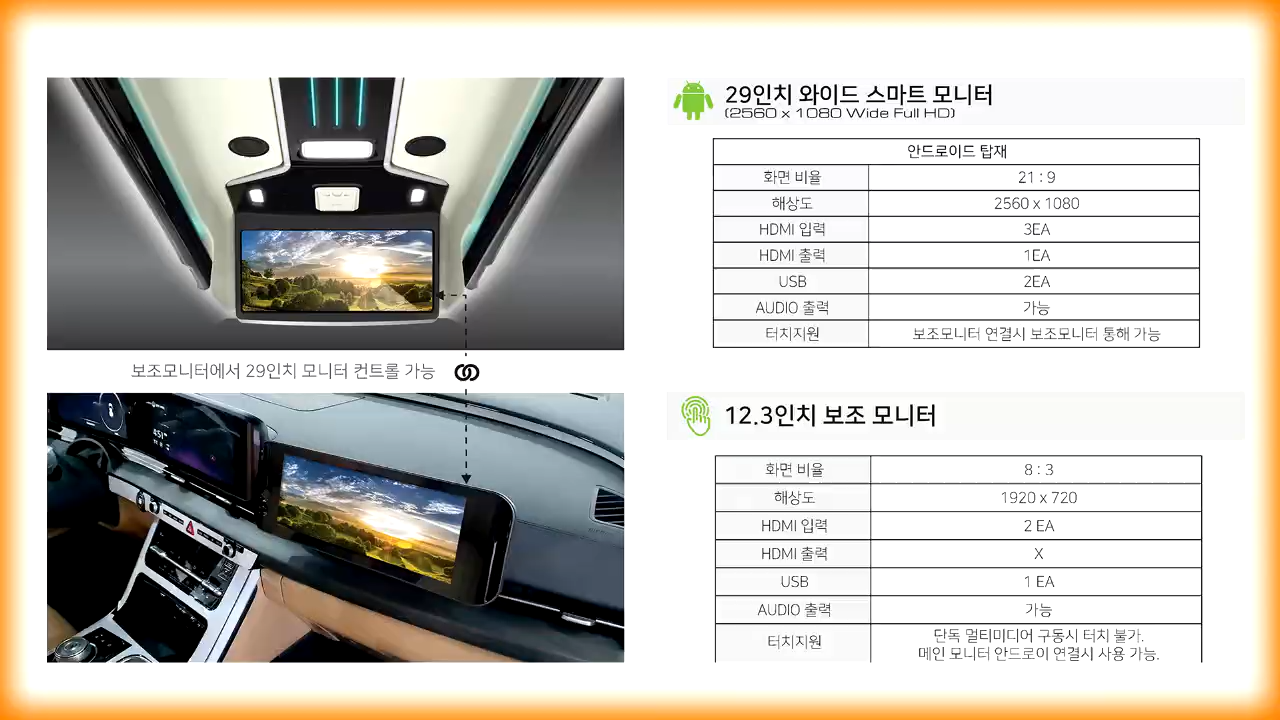 29인치 와이드 스마트 모니터
(2560 x 1080 Wide Full HD)
안드로이드 탑재
화면 비율 21 : 9
해상도 2560 x 1080
HDMI 입력 3EA
HDMI 출력 1EA
USB 2EA
AUDIO 출력 가능
터치지원 보조모니터 연결시 보조모니터 통해 가능
보조모니터에서 29인치 모니터 컨트롤 가능
12.3인치 보조 모니터
화면 비율 8 : 3
해상도 1920 x 720
HDMI 입력 2 EA
HDMI 출력 X
USB 1 EA
AUDIO 출력 가능
터치지원 단독 멀티미디어 구동시 터치 불가.
메인 모니터 안드로이 연결시 사용 가능.